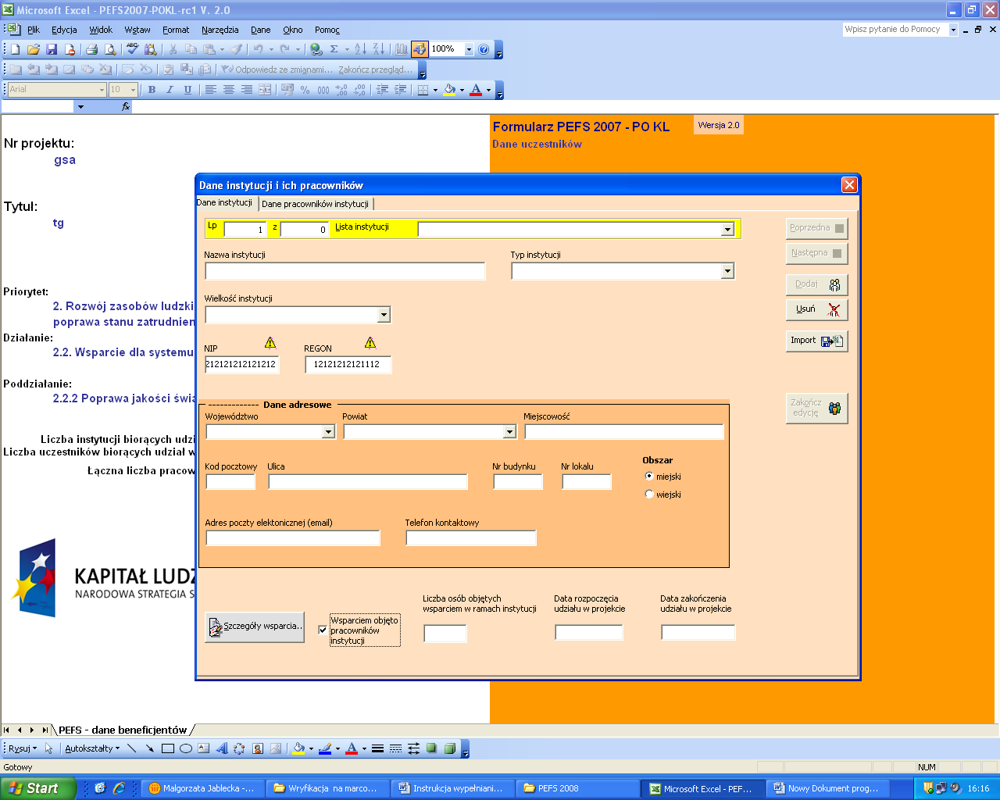 Microsoft Excel - PEFS2007-POKL-rc1 V. 2.0
Plik Edycja Widok Wstaw Format Narzędzia Dane Okno Pomoc
Wpisz pytanie do Pomocy
100%
Odpowiedz ze zmianami... Zakończ przegląd...
Arial 10 B I U % 000
fx
Formularz PEFS 2007 - PO KL
Wersja 2.0
Dane uczestników
Nr projektu:
gsa
Tytuł:
tg
Priorytet:
2. Rozwój zasobów ludzki
poprawa stanu zatrudnien
Działanie:
2.2. Wsparcie dla systemu
Poddziałanie:
2.2.2 Poprawa jakości świa
Liczba instytucji biorących udzi
Liczba uczestników biorących udział w
Łączna liczba pracow
KAPITAŁ LUDZ
NARODOWA STRATEGIA S
Dane instytucji i ich pracowników
Dane instytucji Dane pracowników instytucji
Lp 1 z 0 Lista instytucji
Poprzedna
Następna
Dodaj
Usuń
Import
Zakończ
edycję
Nazwa instytucji
Typ instytucji
Wielkość instytucji
NIP
REGON
212121212121212
12121212121112
Dane adresowe
Województwo
Powiat
Miejscowość
Kod pocztowy
Ulica
Nr budynku
Nr lokalu
Obszar
miejski
wiejski
Adres poczty elektonicznej (email)
Telefon kontaktowy
Szczegóły wsparcia..
Wsparciem objęto
pracowników
instytucji
Liczba osób objętych
wsparciem w ramach instytucji
Data rozpoczęcia
udziału w projekcie
Data zakończenia
udziału w projekcie
PEFS - dane beneficjentów
Rysuj Autokształty
Gotowy
NUM
Start
Malgorzata Jablecka -...
Wryfikacja na marco...
Instrukcja wypełniani...
PEFS 2008
Microsoft Excel - PEF...
Nowy Dokument prog...
16:16